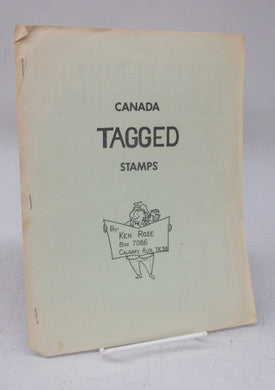 CANADA
TAGGED
STAMPS
By
KEN ROSE
BOX 7086
CALGARY ALTA.